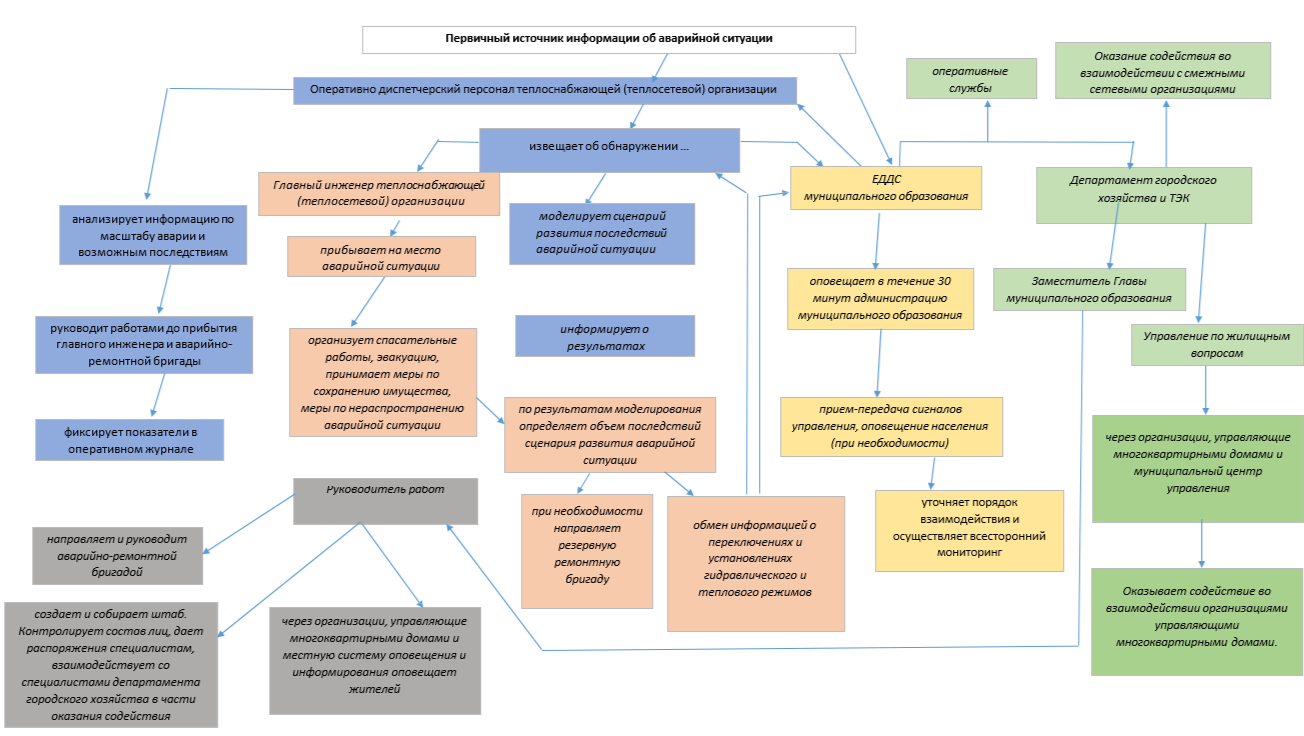 Первичный источник информации об аварийной ситуации
Оперативно диспетчерский персонал теплоснабжающей (теплосетевой) организации
оперативные
службы
Оказание содействия во
взаимодействии с смежными
сетевыми организациями
извещает об обнаружении ...
Главный инженер теплоснабжающей
(теплосетевой) организации
ЕДДС
муниципального образования
Департамент городского
хозяйства и ТЭК
анализирует информацию по
масштабу аварии и
возможным последствиям
моделирует сценарий
развития последствий
аварийной ситуации
прибывает на место
аварийной ситуации
оповещает в течение 30
минут администрацию
муниципального образования
Заместитель Главы
муниципального образования
руководит работами до прибытия
главного инженера и аварийно-
ремонтной бригады
информирует о
результатах
организует спасательные
работы, эвакуацию,
принимает меры по
сохранению имущества,
меры по нераспространению
аварийной ситуации
Управление по жилищным
вопросам
фиксирует показатели в
оперативном журнале
по результатам моделирования
определяет объем последствий
сценария развития аварийной
ситуации
прием-передача сигналов
управления, оповещение населения
(при необходимости)
через организации, управляющие
многоквартирными домами и
муниципальный центр
управления
Руководитель работ
при необходимости
направляет
резервную
ремонтную
бригаду
обмен информацией о
переключениях и
установлениях
гидравлического и
теплового режимов
уточняет порядок
взаимодействия и
осуществляет всесторонний
мониторинг
направляет и руководит
аварийно-ремонтной
бригадой
создает и собирает штаб.
Контролирует состав лиц, дает
распоряжения специалистам,
взаимодействует со
специалистами департамента
городского хозяйства в части
оказания содействия
через организации, управляющие
многоквартирными домами и
местную систему оповещения и
информирования оповещает
жителей
Оказывает содействие во
взаимодействии организациями
управляющими
многоквартирными домами.